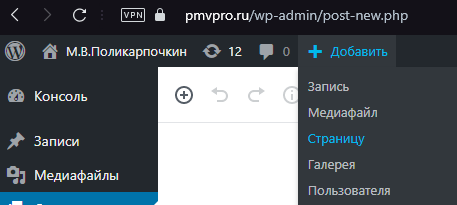 VPN pmvpro.ru/wp-admin/post-new.php
М.В.Поликарпочкин 12 0 Добавить
Консоль
Записи
Медиафайлы
Запись
Медиафайл
Страницу
Галерея
Пользователя